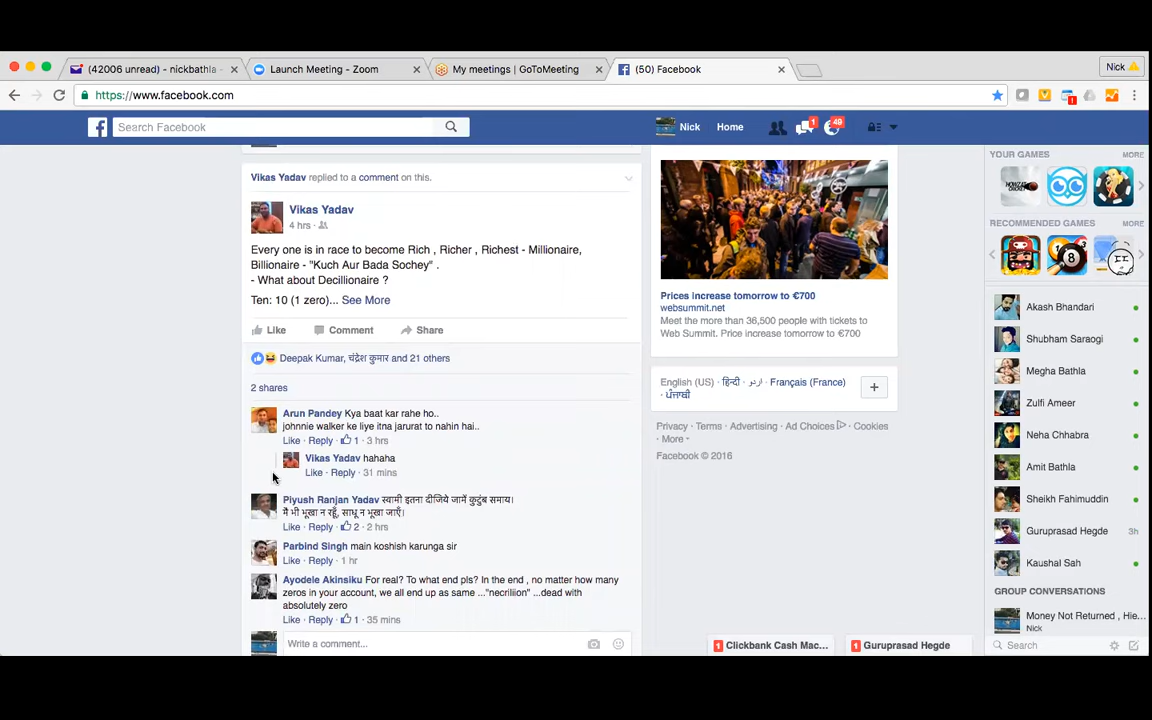 (42006 unread) - nickbathla
Launch Meeting - Zoom
My meetings | GoToMeeting
(50) Facebook
Nick
https://www.facebook.com
Search Facebook
Nick
Home
1
49
Vikas Yadav replied to a comment on this.
Vikas Yadav
4 hrs
Every one is in race to become Rich , Richer , Richest - Millionaire,
Billionaire - "Kuch Aur Bada Sochey" .
- What about Decillionaire ?
Ten: 10 (1 zero)... See More
Like Comment Share
Deepak Kumar, चंद्रेश कुमार and 21 others
2 shares
Arun Pandey Kya baat kar rahe ho..
johnnie walker ke liye itna jarurat to nahin hai..
Like · Reply · 1 · 3 hrs
Vikas Yadav hahaha
Like · Reply · 31 mins
Piyush Ranjan Yadav स्वामी इतना दीजिये जामें कुटुंब समाय।
मैं भी भूखा न रहूँ, साधू न भूखा जाएँ।
Like · Reply · 2 · 2 hrs
Parbind Singh main koshish karunga sir
Like · Reply · 1 hr
Ayodele Akinsiku For real? To what end pls? In the end , no matter how many
zeros in your account, we all end up as same ..."necriliion" ...dead with
absolutely zero
Like · Reply · 1 · 35 mins
Write a comment...
Prices increase tomorrow to €700
websummit.net
Meet the more than 36,500 people with tickets to
Web Summit. Price increase tomorrow to €700
English (US) · हिन्दी · اردو · Français (France)
· ਪੰਜਾਬੀ
Privacy · Terms · Advertising · Ad Choices · Cookies
· More
Facebook © 2016
YOUR GAMES MORE
RECOMMENDED GAMES MORE
8
Akash Bhandari
Shubham Saraogi
Megha Bathla
Zulfi Ameer
Neha Chhabra
Amit Bathla
Sheikh Fahimuddin
Guruprasad Hegde 3h
Kaushal Sah
GROUP CONVERSATIONS
Money Not Returned , Hie...
Nick
1 Clickbank Cash Mac...
1 Guruprasad Hegde
Search